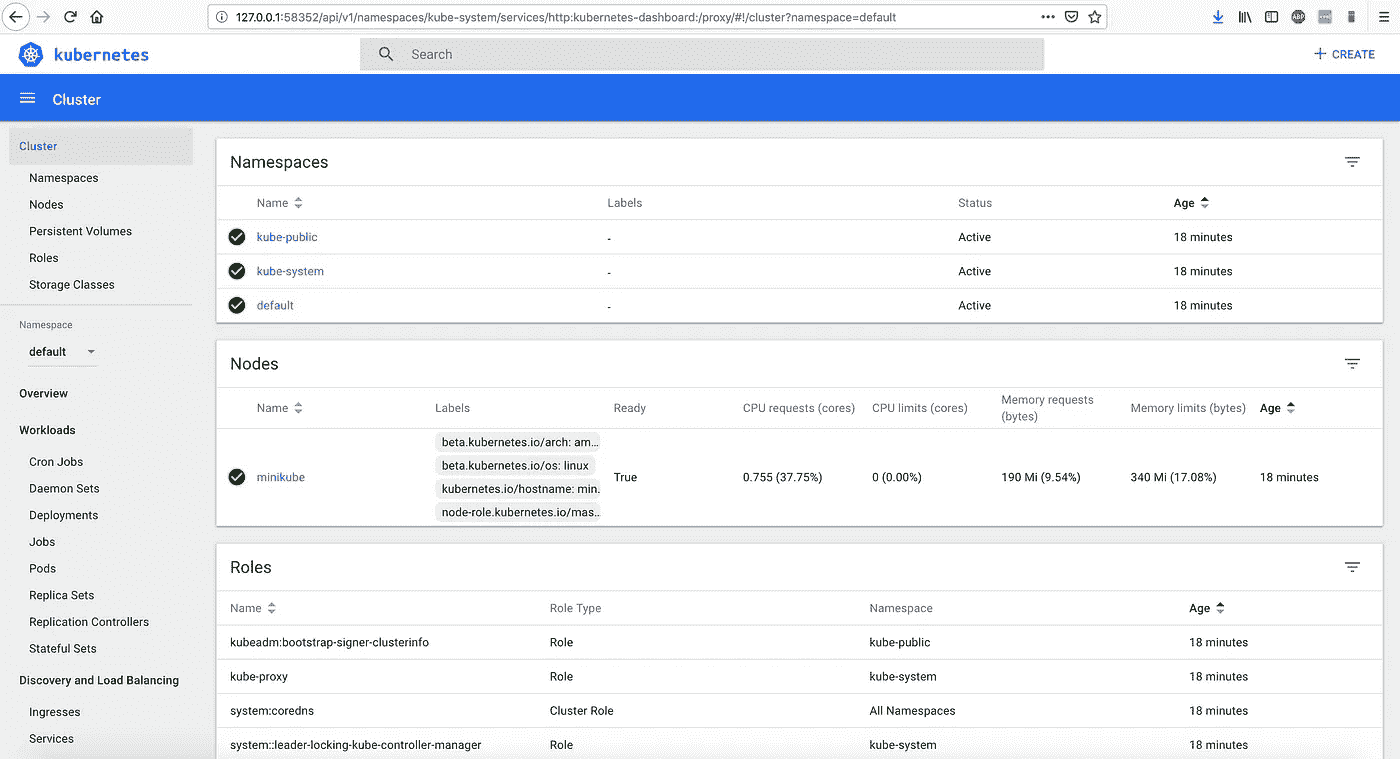 127.0.0.1:58352/api/v1/namespaces/kube-system/services/http:kubernetes-dashboard:/proxy/#!/cluster?namespace=default
ABP
kubernetes
Search
+ CREATE
Cluster
Cluster
Namespaces
Nodes
Persistent Volumes
Roles
Storage Classes
Namespace
default
Overview
Workloads
Cron Jobs
Daemon Sets
Deployments
Jobs
Pods
Replica Sets
Replication Controllers
Stateful Sets
Discovery and Load Balancing
Ingresses
Services
Namespaces
Name Labels Status Age
kube-public - Active 18 minutes
kube-system - Active 18 minutes
default - Active 18 minutes
Nodes
Name Labels Ready CPU requests (cores) CPU limits (cores) Memory requests (bytes) Memory limits (bytes) Age
beta.kubernetes.io/arch: am...
beta.kubernetes.io/os: linux
minikube True 0.755 (37.75%) 0 (0.00%) 190 Mi (9.54%) 340 Mi (17.08%) 18 minutes
kubernetes.io/hostname: min.
node-role.kubernetes.io/mas..
Roles
Name Role Type Namespace Age
kubeadm:bootstrap-signer-clusterinfo Role kube-public 18 minutes
kube-proxy Role kube-system 18 minutes
system:coredns Cluster Role All Namespaces 18 minutes
system::leader-locking-kube-controller-manager Role kube-system 18 minutes